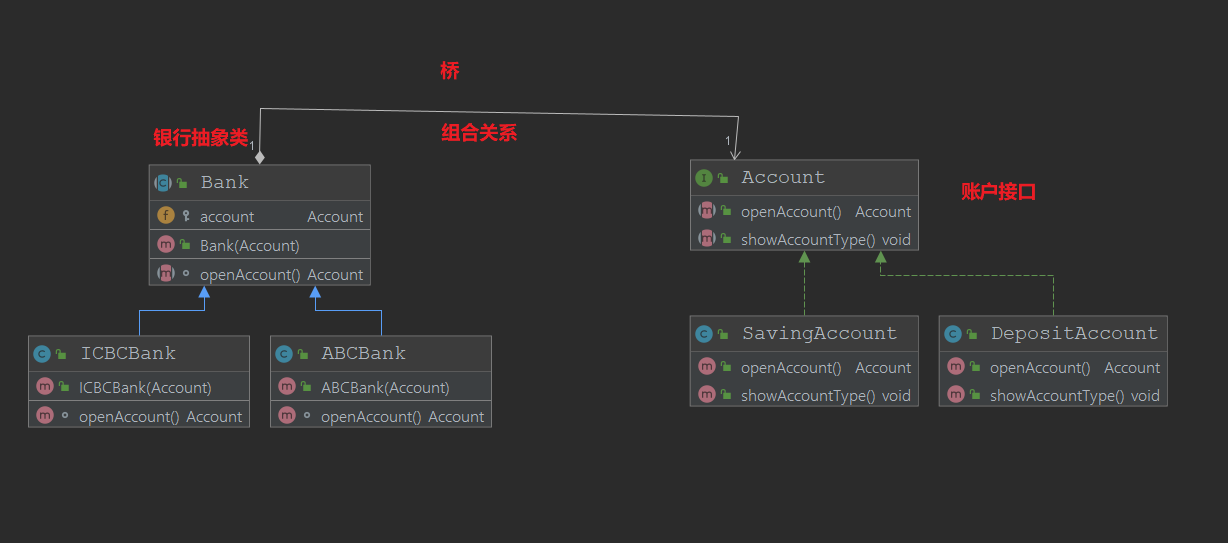 桥
组合关系
银行抽象类
1
1
Bank
account Account
Bank(Account)
openAccount() Account
Account
账户接口
openAccount() Account
showAccountType() void
ICBCBank
ICBCBank(Account)
openAccount() Account
ABCBank
ABCBank(Account)
openAccount() Account
SavingAccount
openAccount() Account
showAccountType() void
DepositAccount
openAccount() Account
showAccountType() void